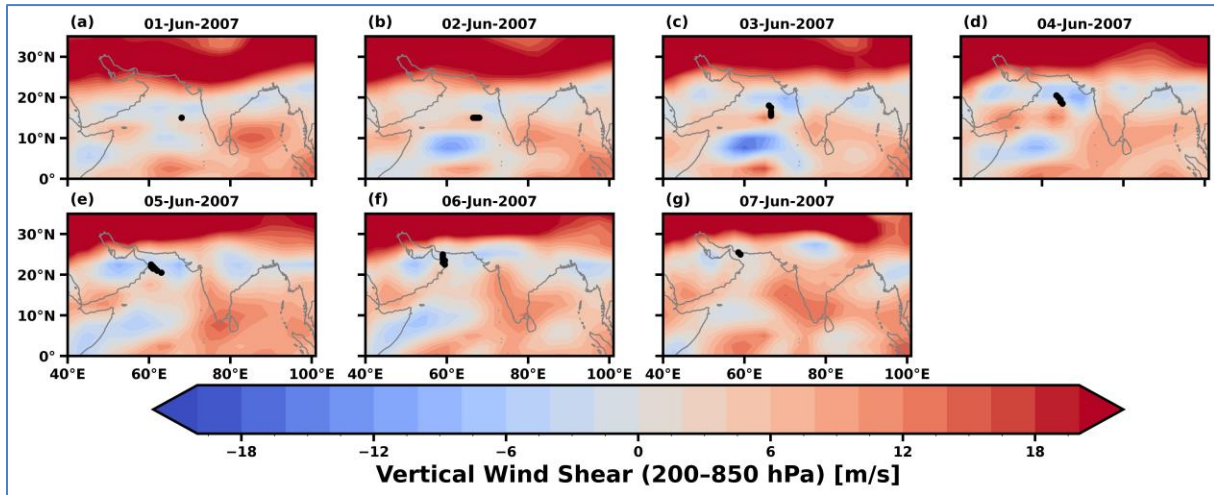 (a) 01-Jun-2007 (b) 02-Jun-2007 (c) 03-Jun-2007 (d) 04-Jun-2007
30°N
20°N
10°N
0°
(e) 05-Jun-2007 (f) 06-Jun-2007 (g) 07-Jun-2007
30°N
20°N
10°N
0°
40°E 60°E 80°E 100°E 40°E 60°E 80°E 100°E 40°E 60°E 80°E 100°E
−18 −12 −6 0 6 12 18
Vertical Wind Shear (200–850 hPa) [m/s]